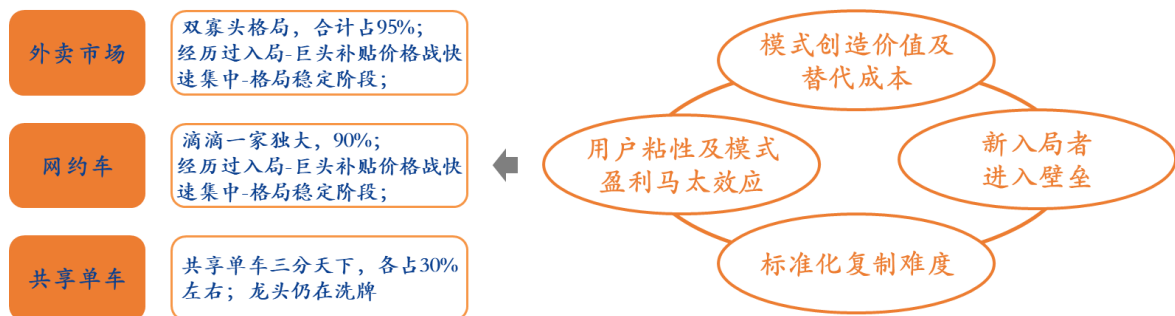 外卖市场
双寡头格局，合计占95%；
经历过入局-巨头补贴价格战快
速集中-格局稳定阶段；
网约车
滴滴一家独大，90%；
经历过入局-巨头补贴价格战快
速集中-格局稳定阶段；
共享单车
共享单车三分天下，各占30%
左右；龙头仍在洗牌
模式创造价值及
替代成本
用户粘性及模式
盈利马太效应
新入局者
进入壁垒
标准化复制难度